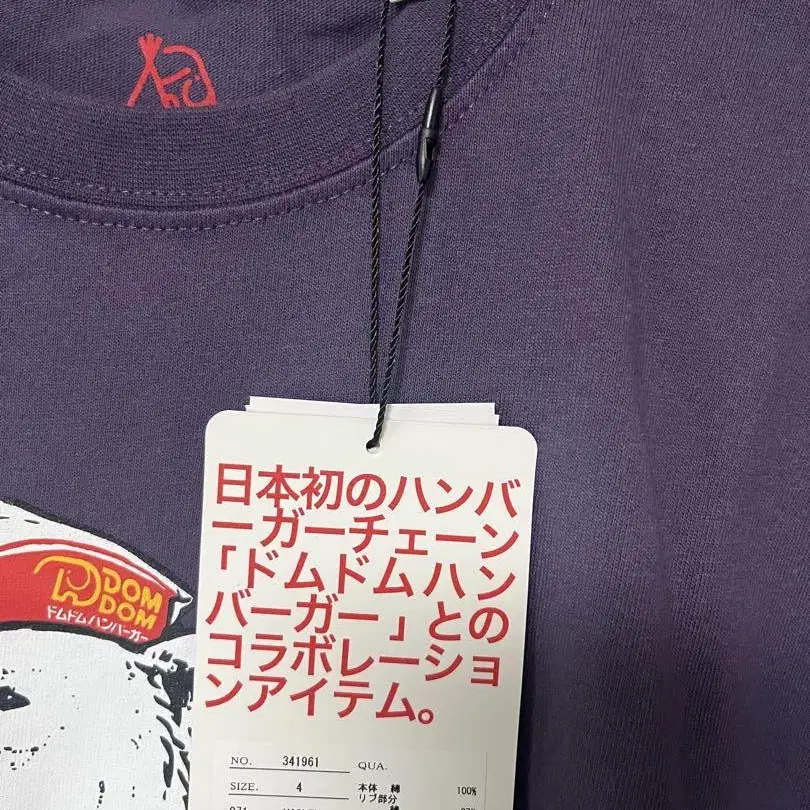 日本初のハンバ
ーガーチェーン
「ドムドムハン
バーガー」との
コラボレーショ
ンアイテム。
DOM
DOM
ドムドムハンバーガー
NO. 341961 QUA.
SIZE. 4 本体 綿 100%
リブ部分